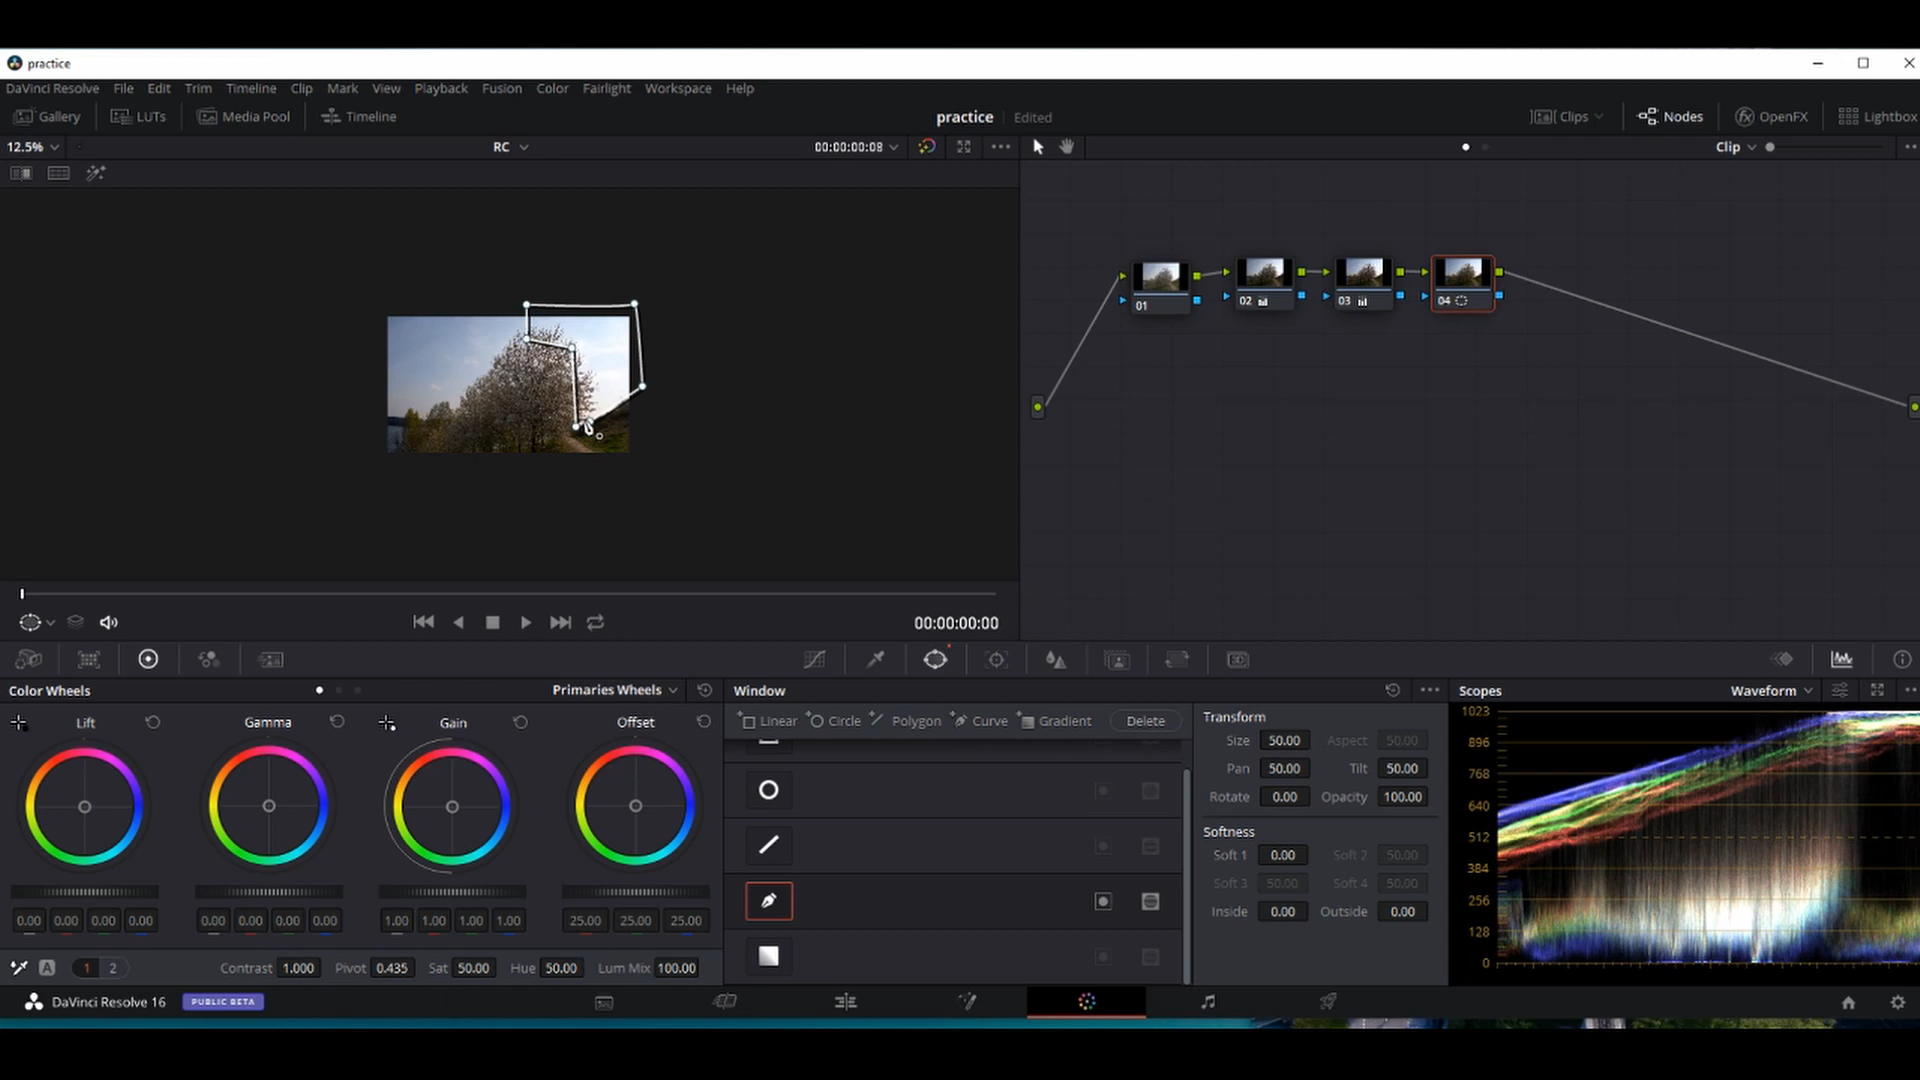 practice
DaVinci Resolve File Edit Trim Timeline Clip Mark View Playback Fusion Color Fairlight Workspace Help
Gallery LUTs Media Pool Timeline practice Edited Clips Nodes OpenFX Lightbox
12.5% RC 00:00:00:08 Clip
01 02 03 04
00:00:00:00
Color Wheels Primaries Wheels Window Scopes Waveform
Lift Gamma Gain Offset
Linear Circle Polygon Curve Gradient Delete
Transform
Size 50.00 Aspect 50.00
Pan 50.00 Tilt 50.00
Rotate 0.00 Opacity 100.00
Softness
Soft 1 0.00 Soft 2 50.00
Soft 3 50.00 Soft 4 50.00
Inside 0.00 Outside 0.00
1023
896
768
640
512
384
256
128
0
0.00 0.00 0.00 0.00 0.00 0.00 0.00 0.00 1.00 1.00 1.00 1.00 25.00 25.00 25.00
A 1 2 Contrast 1.000 Pivot 0.435 Sat 50.00 Hue 50.00 Lum Mix 100.00
DaVinci Resolve 16 PUBLIC BETA